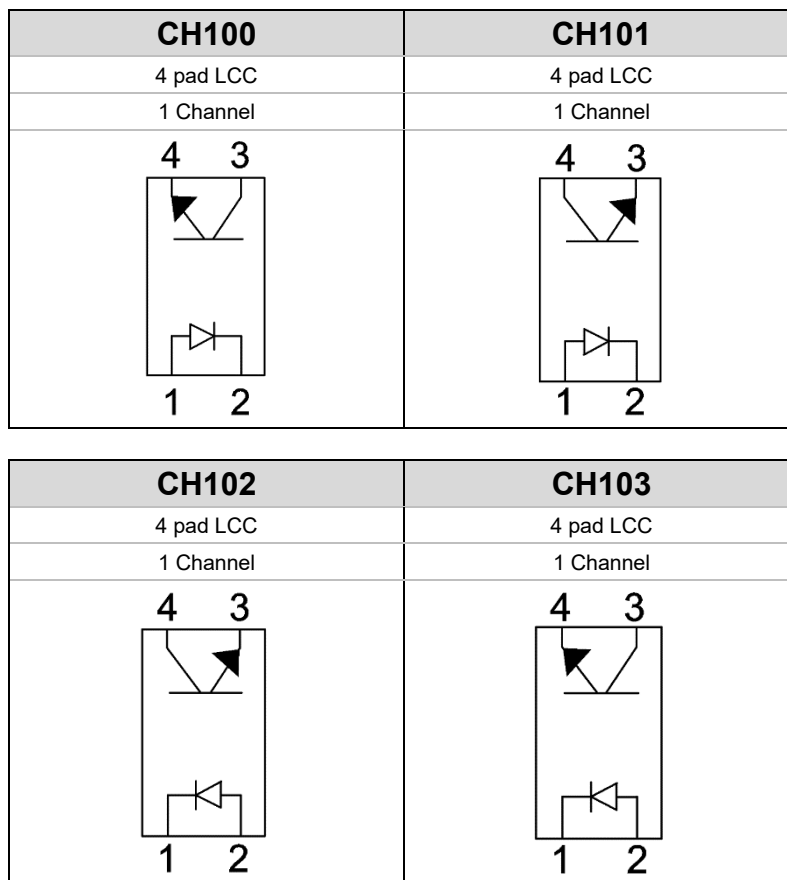 CH100 CH101
4 pad LCC 4 pad LCC
1 Channel 1 Channel
4 3 4 3
1 2 1 2
CH102 CH103
4 pad LCC 4 pad LCC
1 Channel 1 Channel
4 3 4 3
1 2 1 2